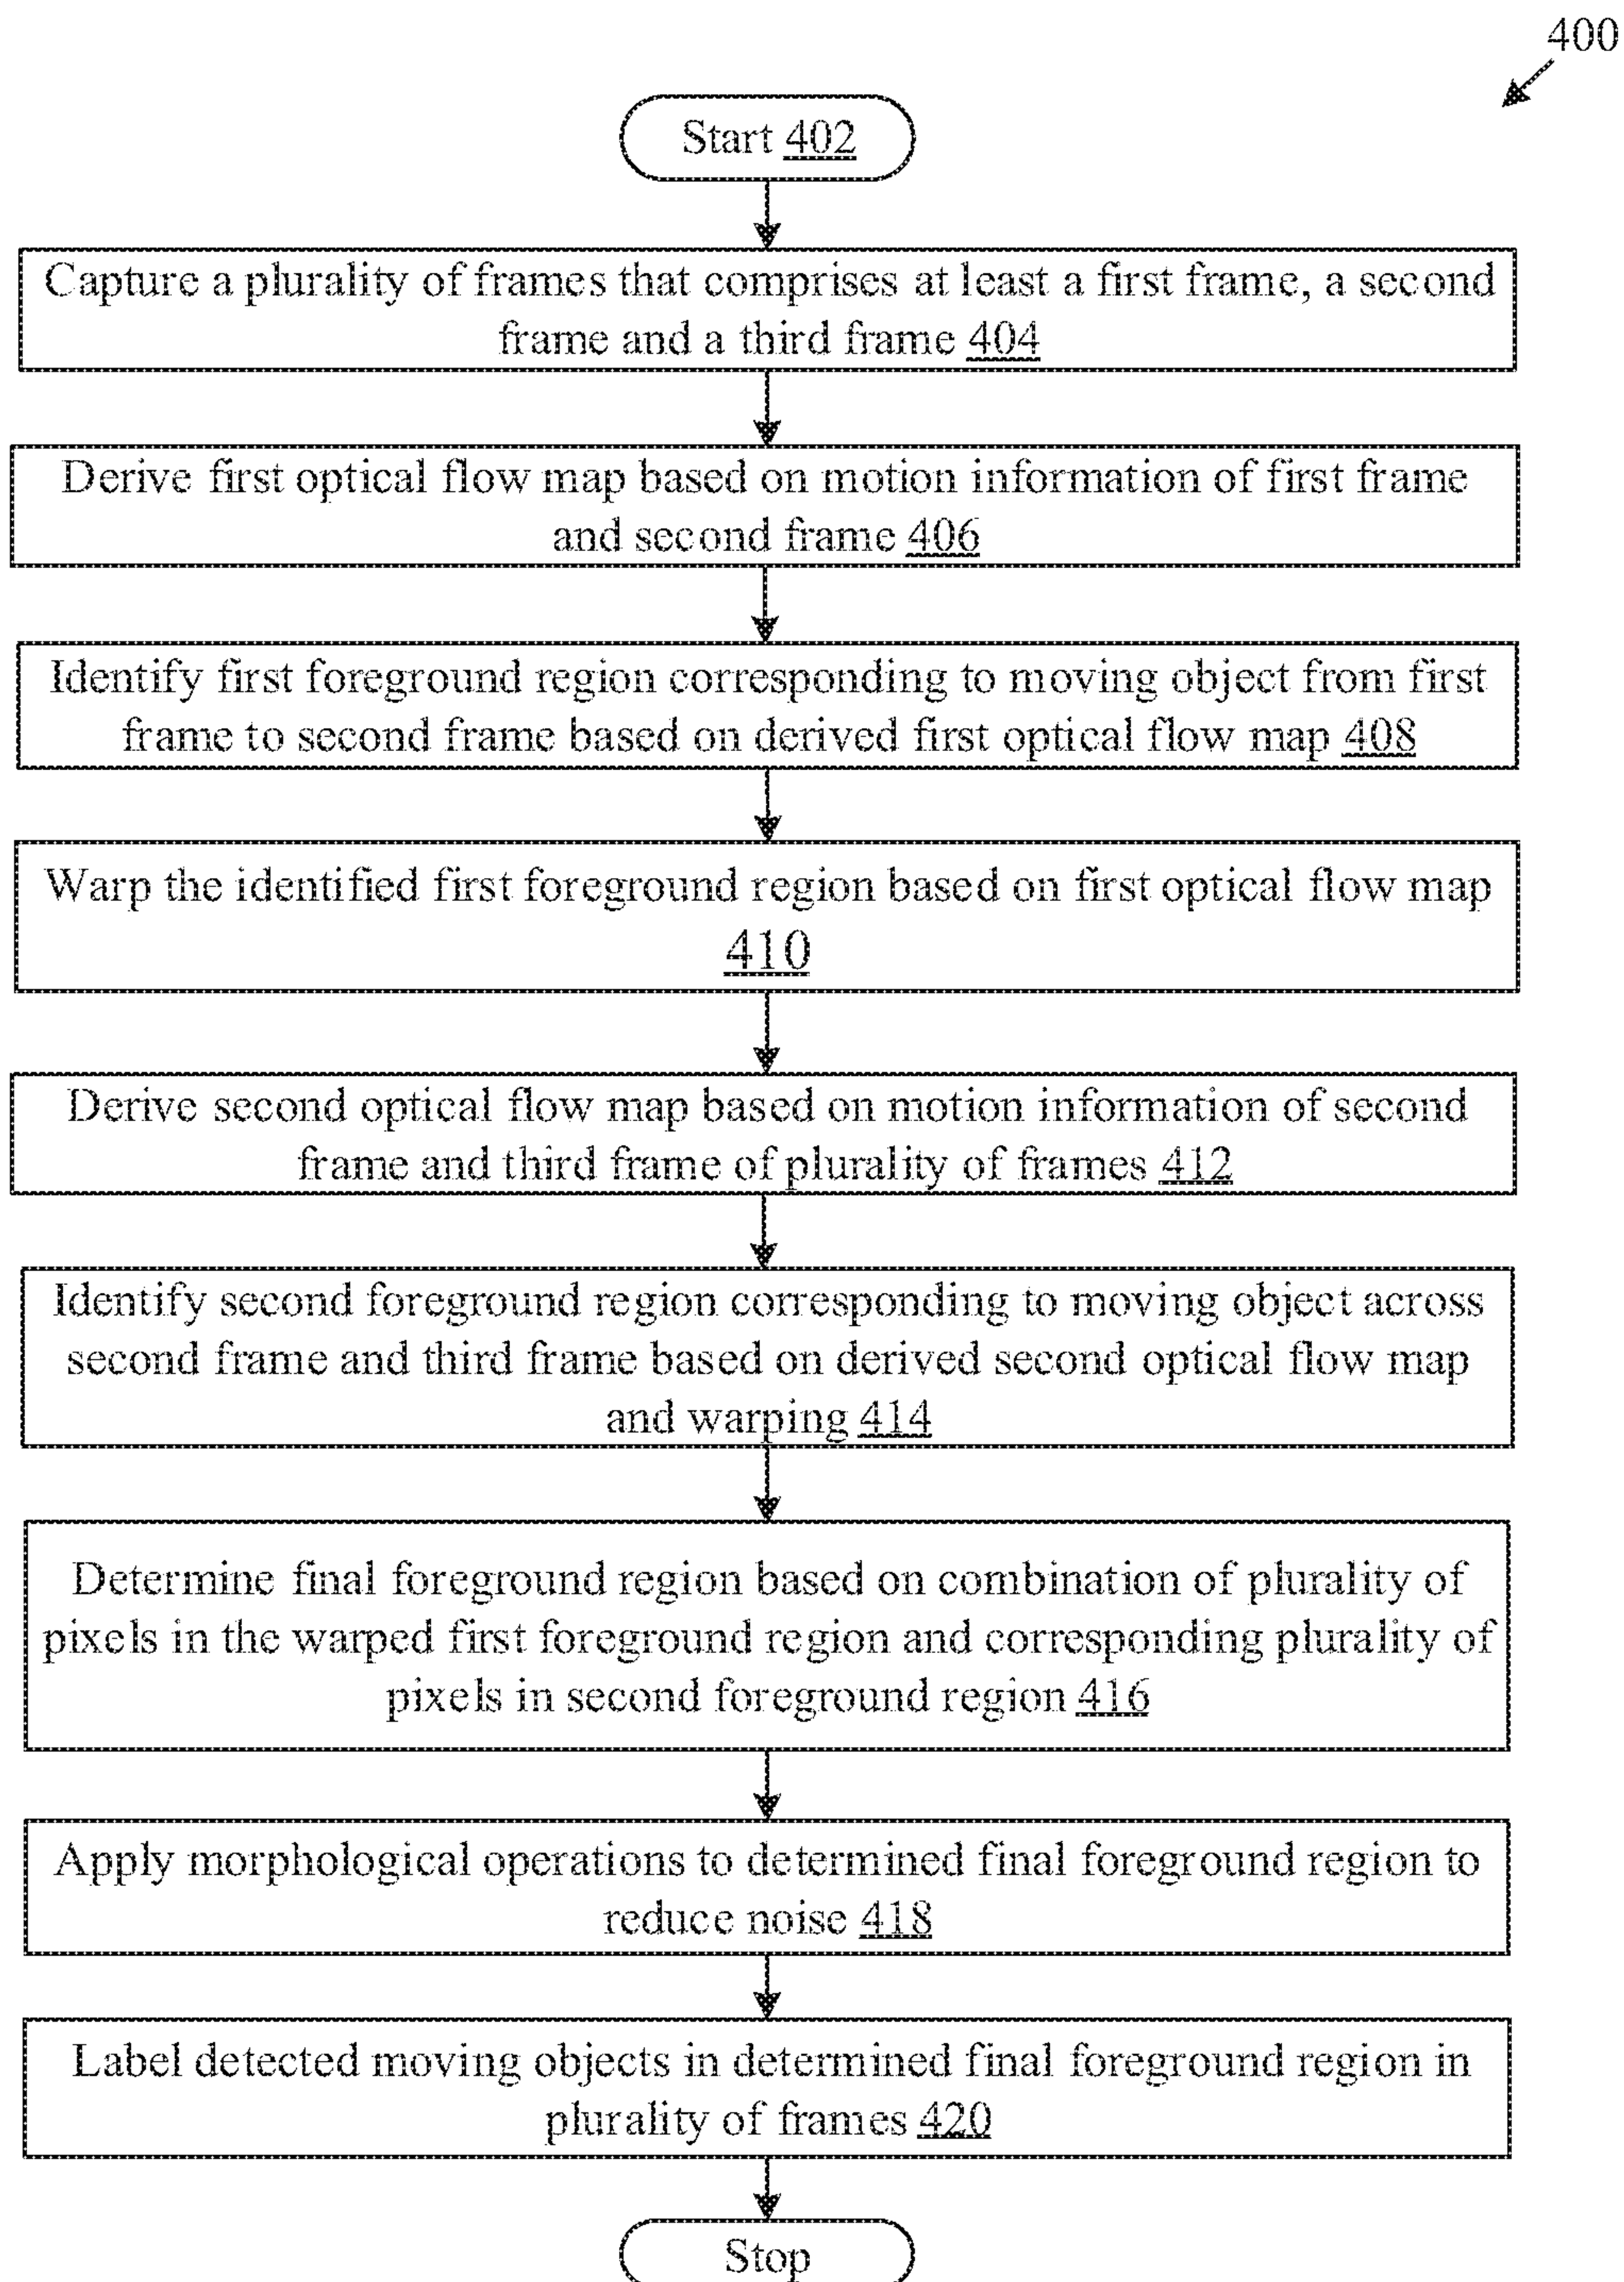 400
Start 402
Capture a plurality of frames that comprises at least a first frame, a second
frame and a third frame 404
Derive first optical flow map based on motion information of first frame
and second frame 406
Identify first foreground region corresponding to moving object from first
frame to second frame based on derived first optical flow map 408
Warp the identified first foreground region based on first optical flow map
410
Derive second optical flow map based on motion information of second
frame and third frame of plurality of frames 412
Identify second foreground region corresponding to moving object across
second frame and third frame based on derived second optical flow map
and warping 414
Determine final foreground region based on combination of plurality of
pixels in the warped first foreground region and corresponding plurality of
pixels in second foreground region 416
Apply morphological operations to determined final foreground region to
reduce noise 418
Label detected moving objects in determined final foreground region in
plurality of frames 420
Stop